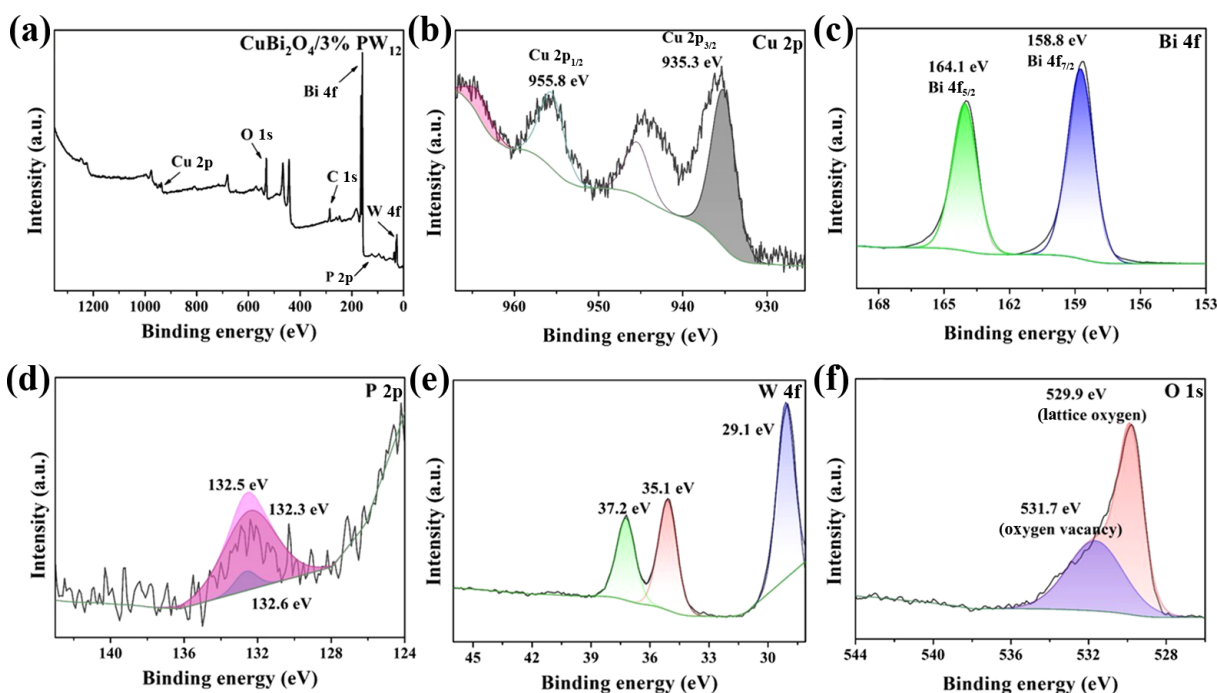 (a)
CuBi₂O₄/3% PW₁₂
Bi 4f
O 1s
Cu 2p
C 1s
W 4f
P 2p
Intensity (a.u.)
1200 1000 800 600 400 200 0
Binding energy (eV)
(b)
Cu 2p
Cu 2p₃/₂
935.3 eV
Cu 2p₁/₂
955.8 eV
Intensity (a.u.)
960 950 940 930
Binding energy (eV)
(c)
Bi 4f
158.8 eV
Bi 4f₇/₂
164.1 eV
Bi 4f₅/₂
Intensity (a.u.)
168 165 162 159 156 153
Binding energy (eV)
(d)
P 2p
132.5 eV
132.3 eV
132.6 eV
Intensity (a.u.)
140 136 132 128 124
Binding energy (eV)
(e)
W 4f
29.1 eV
35.1 eV
37.2 eV
Intensity (a.u.)
45 42 39 36 33 30
Binding energy (eV)
(f)
O 1s
529.9 eV
(lattice oxygen)
531.7 eV
(oxygen vacancy)
Intensity (a.u.)
544 540 536 532 528
Binding energy (eV)